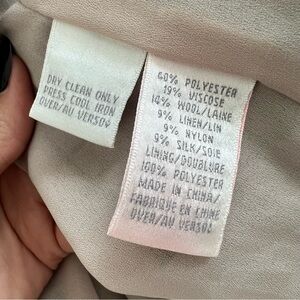 DRY CLEAN ONLY
PRESS COOL IRON
OVER/AU VERSO↗
60% POLYESTER
19% VISCOSE
14% WOOL/LAINE
9% LINEN/LIN
9% NYLON
9% SILK/SOIE
LINING/DOUBLURE
100% POLYESTER
MADE IN CHINA/
FABRIQUÉ EN CHINE
OVER/AU VERSO↗